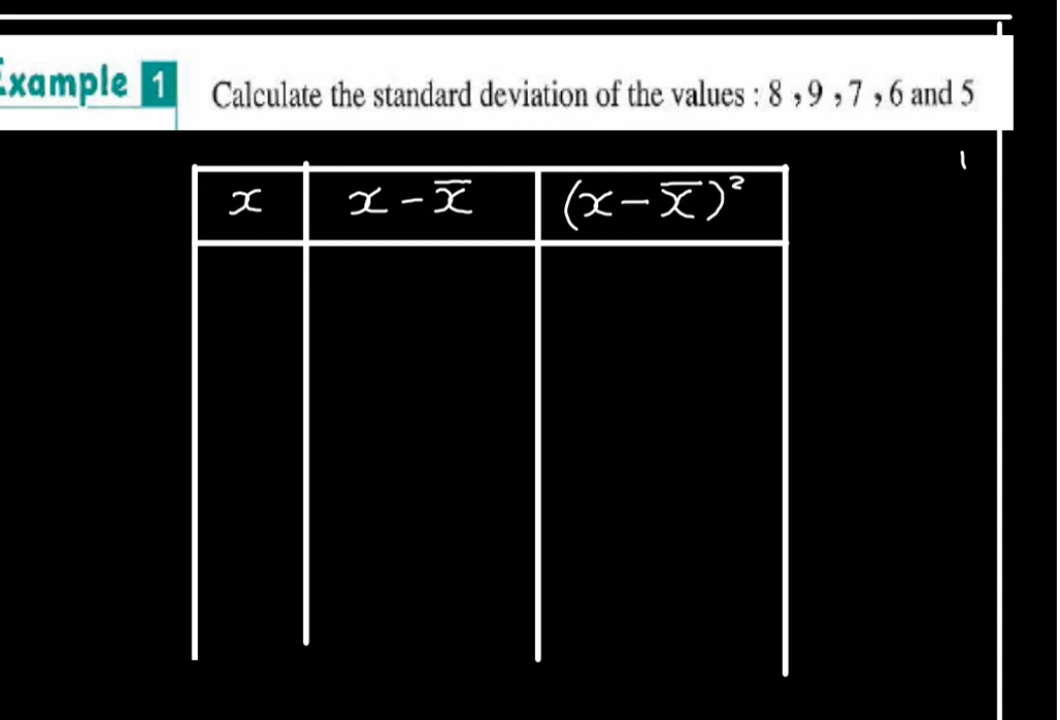 Example 1 Calculate the standard deviation of the values : 8 , 9 , 7 , 6 and 5
x x - x̄ (x - x̄)²